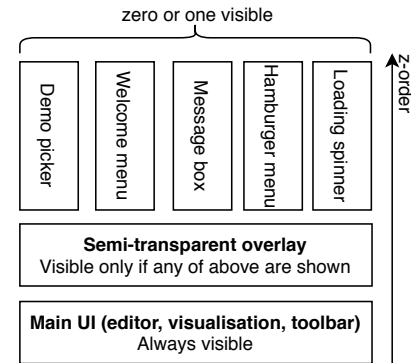 zero or one visible
z-order
Demo picker
Welcome menu
Message box
Hamburger menu
Loading spinner
Semi-transparent overlay
Visible only if any of above are shown
Main UI (editor, visualisation, toolbar)
Always visible